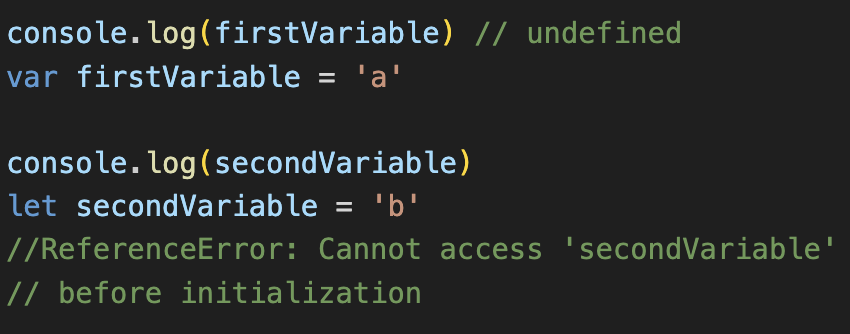 console.log(firstVariable) // undefined
var firstVariable = 'a'
console.log(secondVariable)
let secondVariable = 'b'
//ReferenceError: Cannot access 'secondVariable'
// before initialization